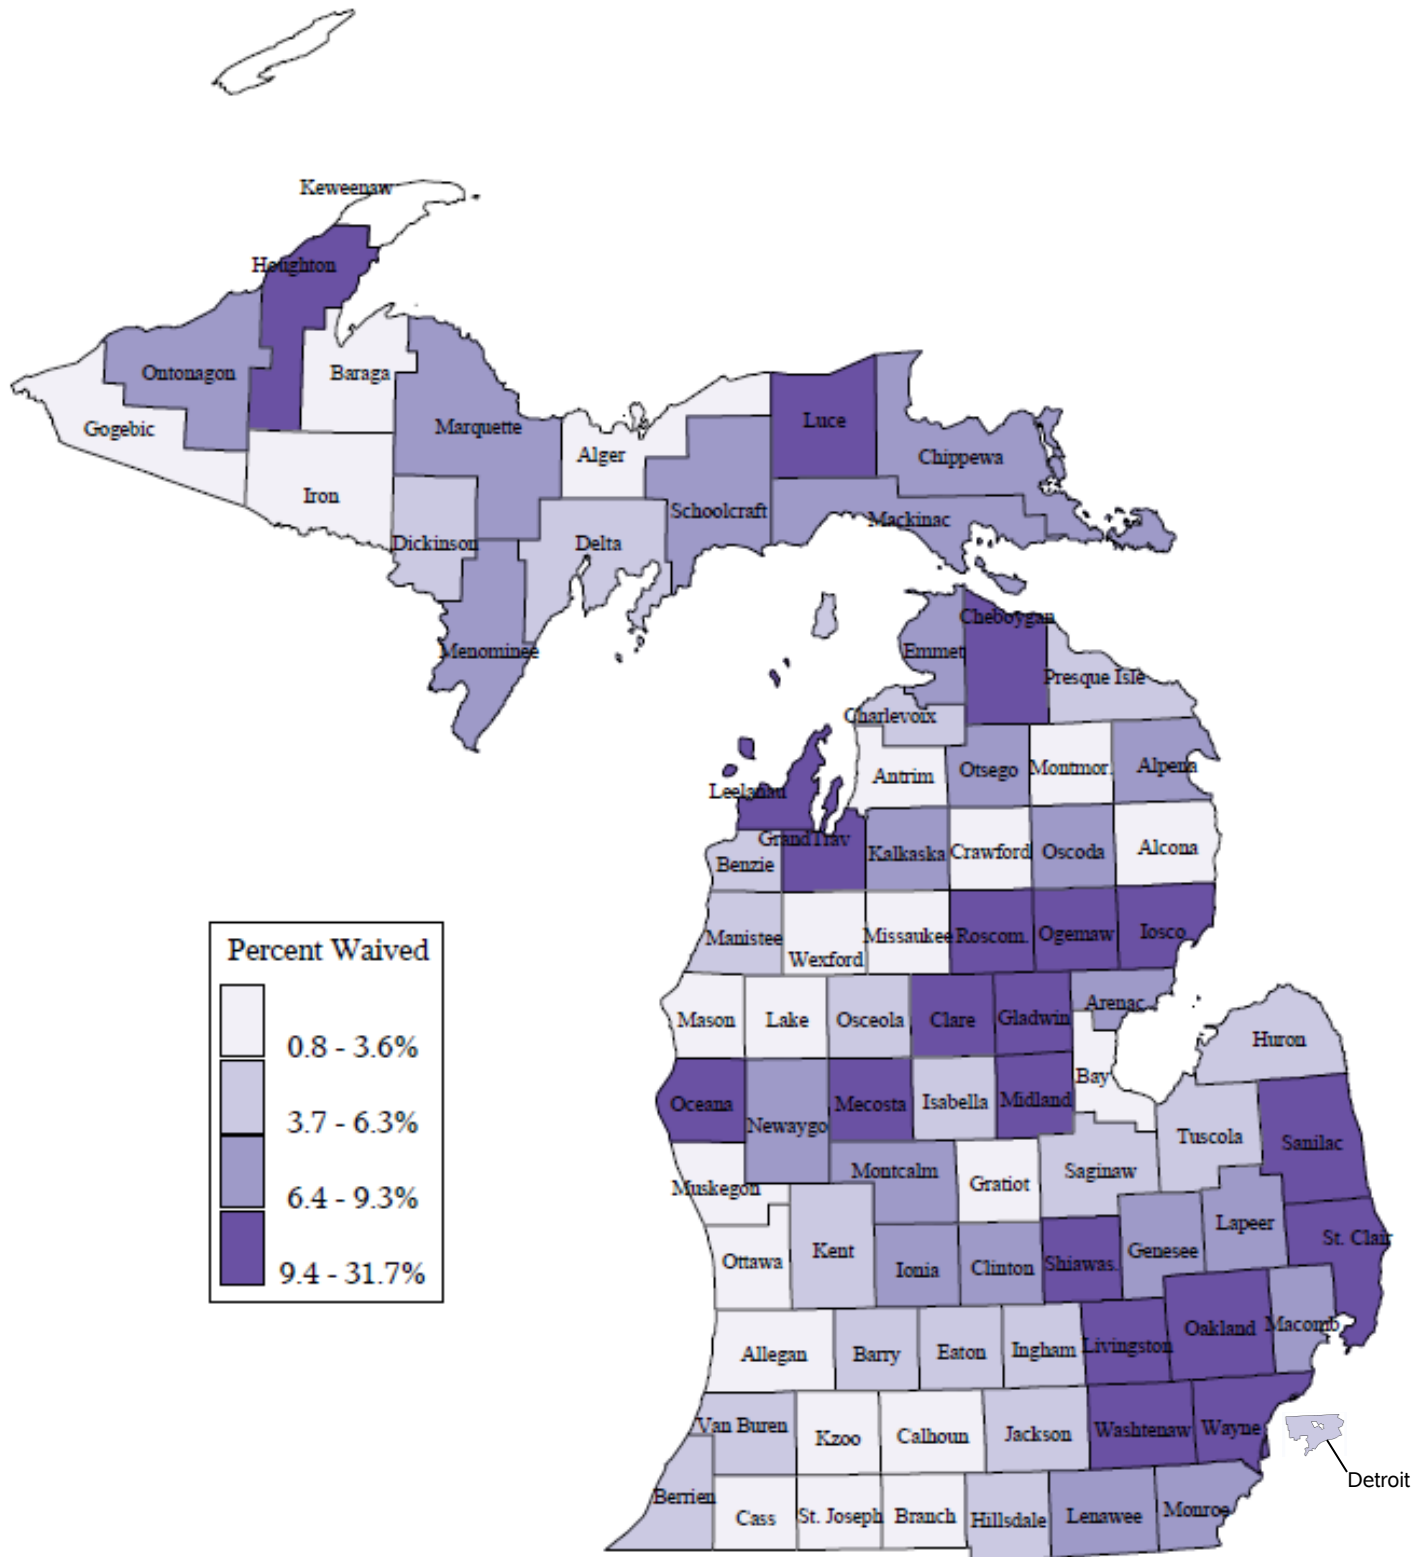 Keweenaw
Houghton
Ontonagon
Baraga
Gogebic
Marquette
Luce
Alger
Chippewa
Iron
Schoolcraft
Mackinac
Dickinson
Delta
Menominee
Cheboygan
Emmet
Presque Isle
Charlevoix
Antrim
Otsego
Montmor.
Alpena
Leelanau
GrandTrav
Benzie
Kalkaska
Crawford
Oscoda
Alcona
Manistee
Wexford
Missaukee
Roscom.
Ogemaw
Iosco
Percent Waived
0.8 - 3.6%
3.7 - 6.3%
6.4 - 9.3%
9.4 - 31.7%
Mason
Lake
Osceola
Clare
Gladwin
Arenac
Huron
Bay
Oceana
Newaygo
Mecosta
Isabella
Midland
Tuscola
Sanilac
Muskegon
Montcalm
Gratiot
Saginaw
Ottawa
Kent
Ionia
Clinton
Shiawas.
Genesee
Lapeer
St. Clair
Allegan
Barry
Eaton
Ingham
Livingston
Oakland
Macomb
Van Buren
Kzoo
Calhoun
Jackson
Washtenaw
Wayne
Detroit
Berrien
Cass
St. Joseph
Branch
Hillsdale
Lenawee
Monroe